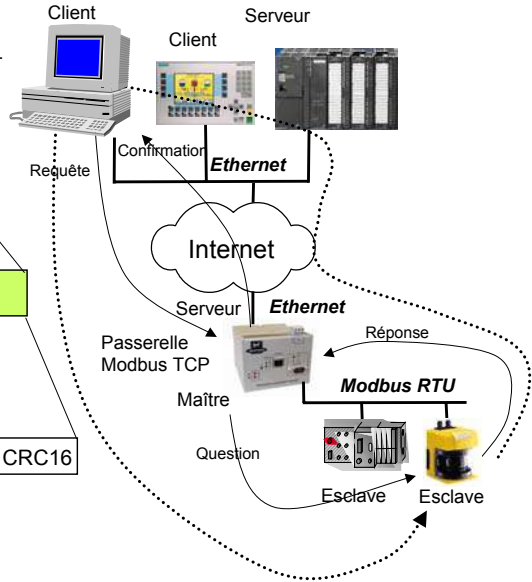 Client
Serveur
Client
Confirmation
Requête
Ethernet
Internet
Serveur
Ethernet
Passerelle
Modbus TCP
Réponse
Maître
Modbus RTU
Question
CRC16
Esclave
Esclave